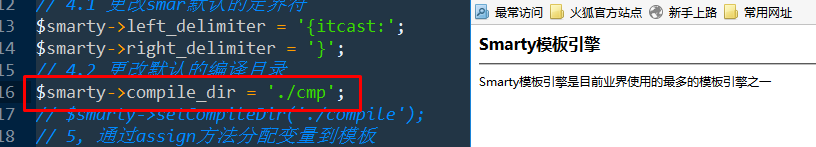 12 // 4.1 更改smar默认的定界符
13 $smarty->left_delimiter = '{itcast:';
14 $smarty->right_delimiter = '}';
15 // 4.2 更改默认的编译目录
16 $smarty->compile_dir = './cmp';
17 // $smarty->setCompileDir('./compile');
18 // 5, 通过assign方法分配变量到模板
最常访问 火狐官方站点 新手上路 常用网址
Smarty模板引擎
Smarty模板引擎是目前业界使用的最多的模板引擎之一